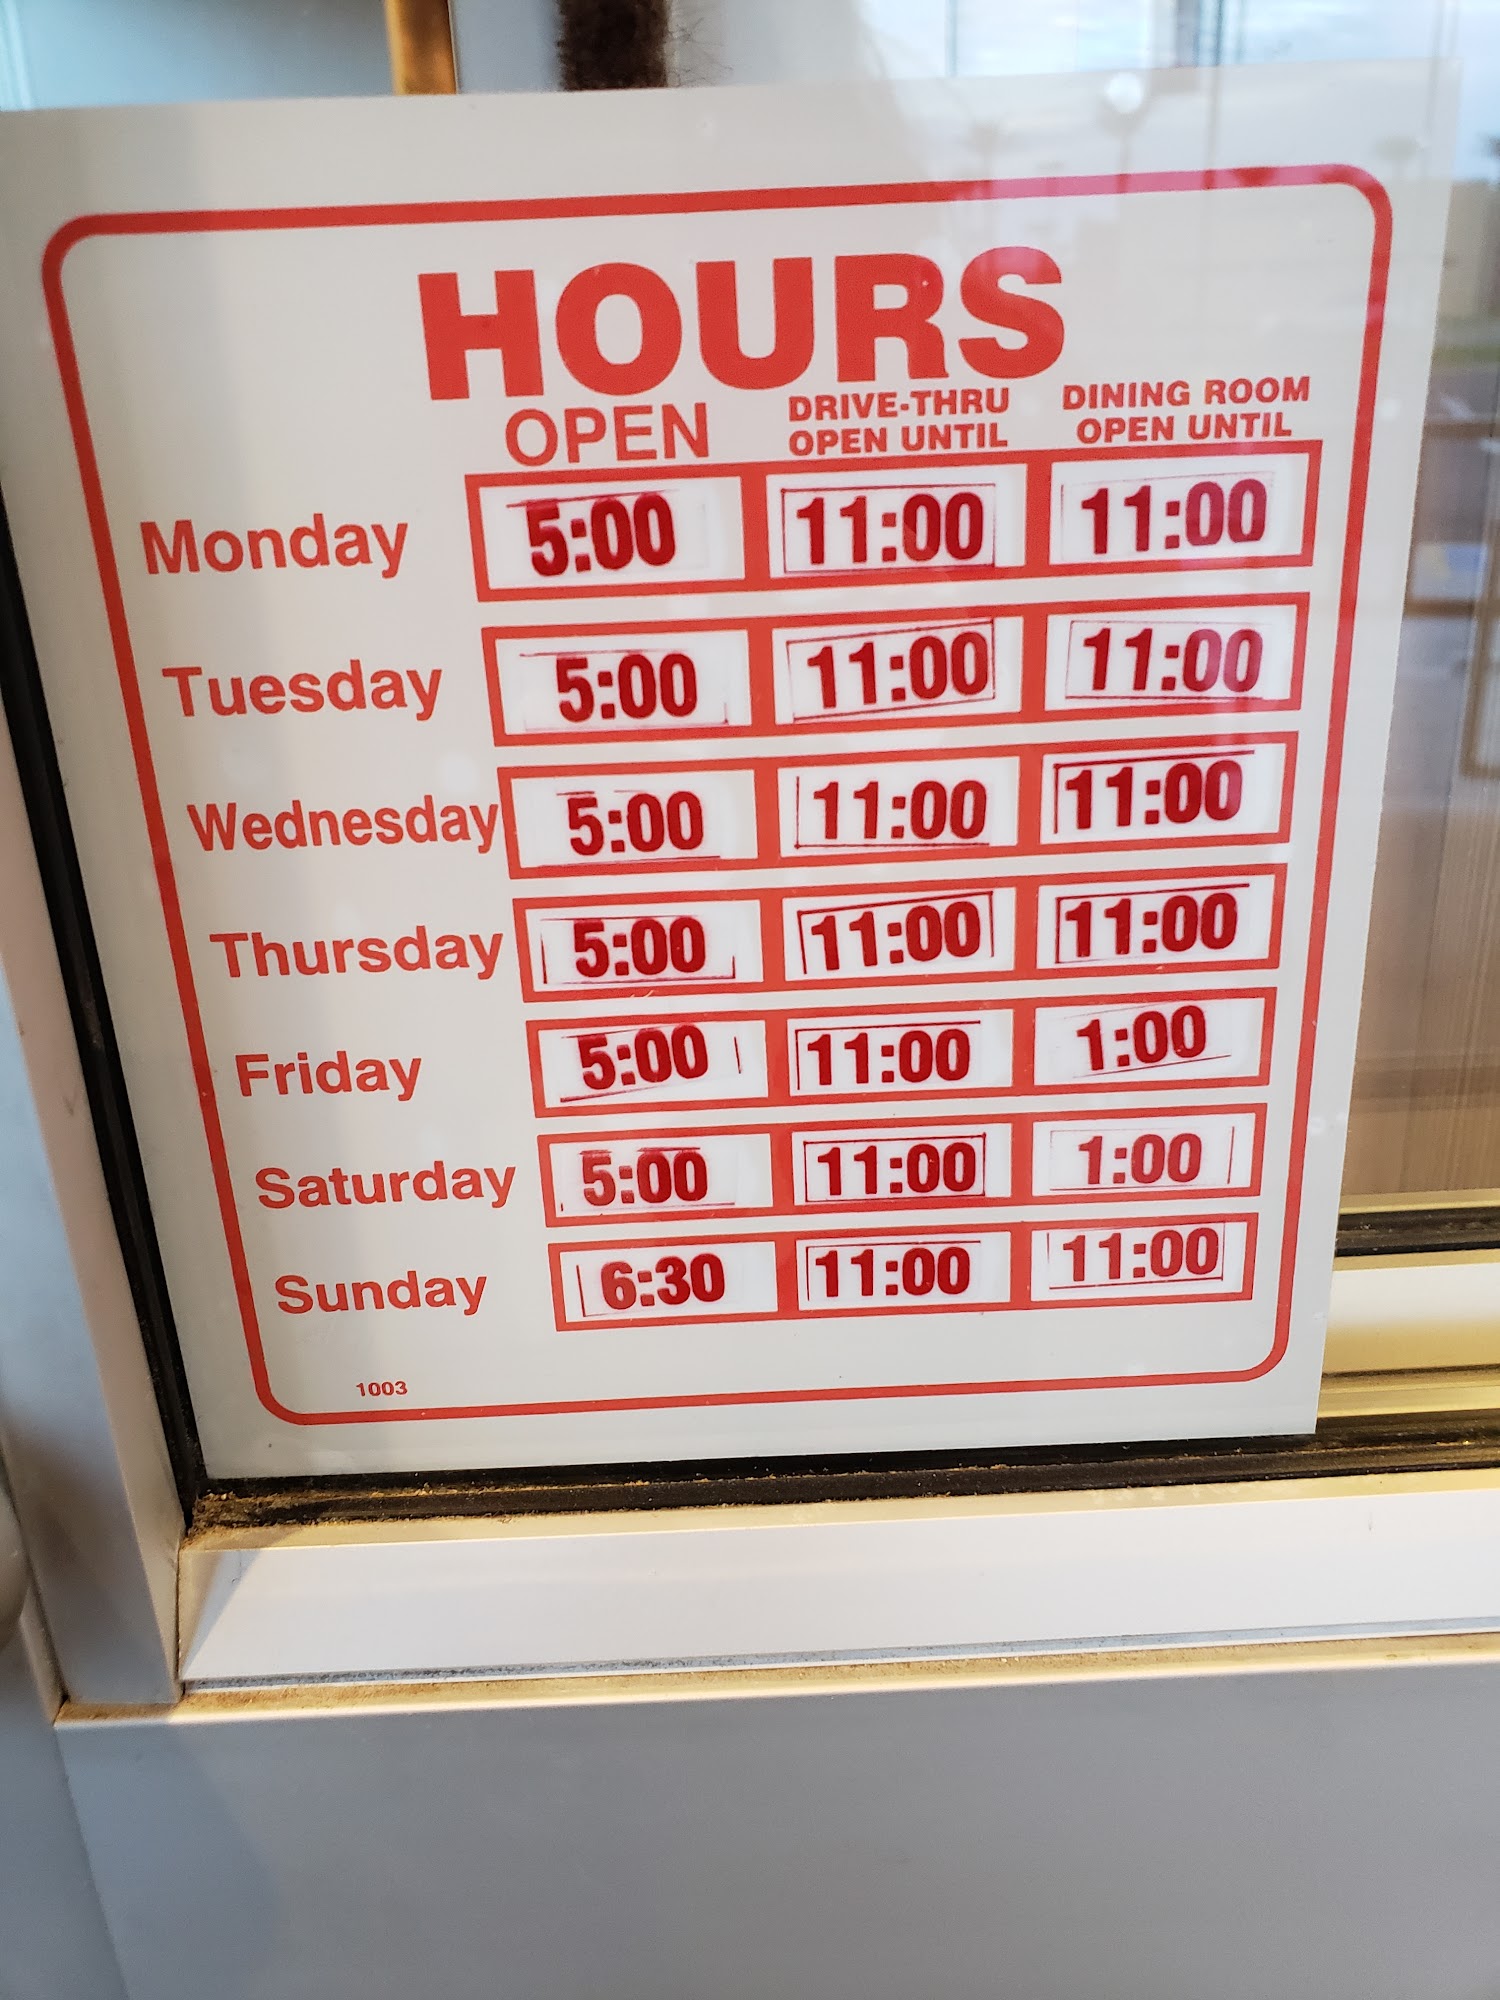 HOURS
OPEN DRIVE-THRU OPEN UNTIL DINING ROOM OPEN UNTIL
Monday 5:00 11:00 11:00
Tuesday 5:00 11:00 11:00
Wednesday 5:00 11:00 11:00
Thursday 5:00 11:00 11:00
Friday 5:00 11:00 1:00
Saturday 5:00 11:00 1:00
Sunday 6:30 11:00 11:00
1003